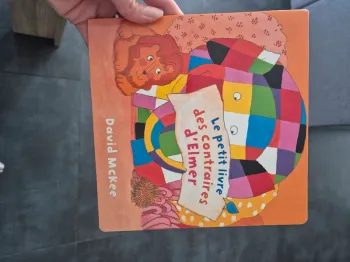 Le petit livre
des contraires
d'Elmer
David McKee